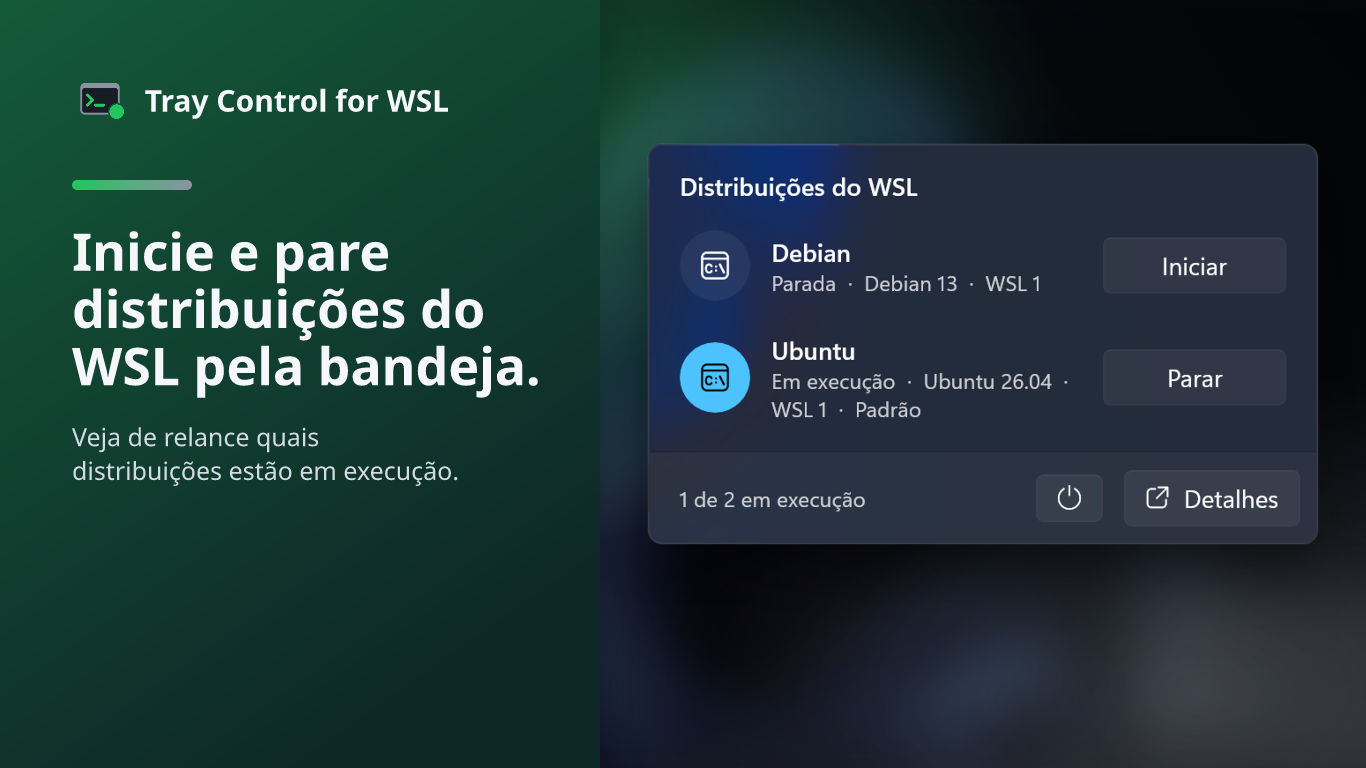 Tray Control for WSL
Inicie e pare
distribuições do
WSL pela bandeja.
Veja de relance quais
distribuições estão em execução.
Distribuições do WSL
C:\
Debian
Parada · Debian 13 · WSL 1
Iniciar
C:\
Ubuntu
Em execução · Ubuntu 26.04 ·
WSL 1 · Padrão
Parar
1 de 2 em execução
Detalhes